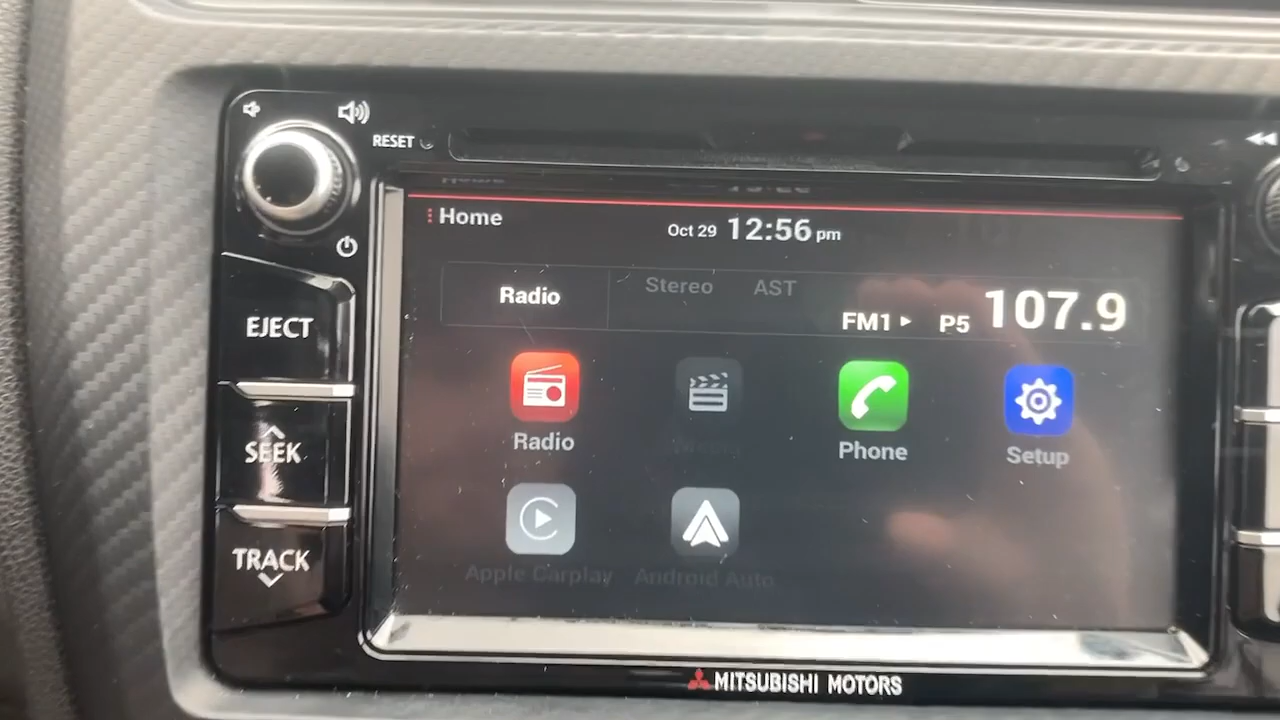 RESET
Home
Oct 29 12:56 pm
EJECT
Radio
Stereo AST
FM1 P5 107.9
SEEK
Radio
Phone
Setup
TRACK
Apple Carplay
Android Auto
MITSUBISHI MOTORS